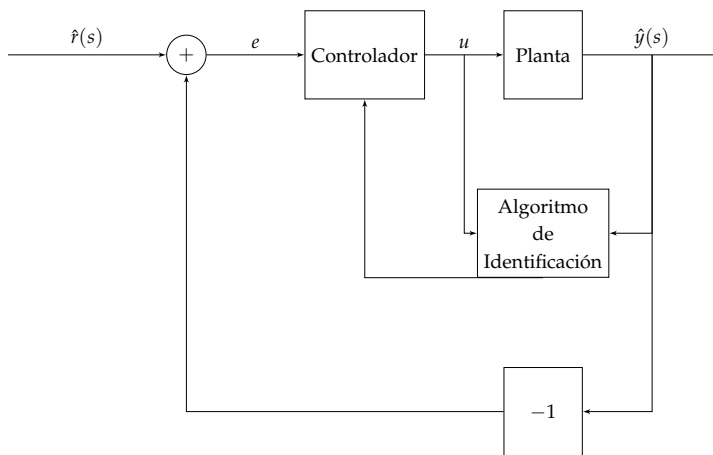 r̂(s)
+
e
Controlador
u
Planta
ŷ(s)
Algoritmo
de
Identificación
−1